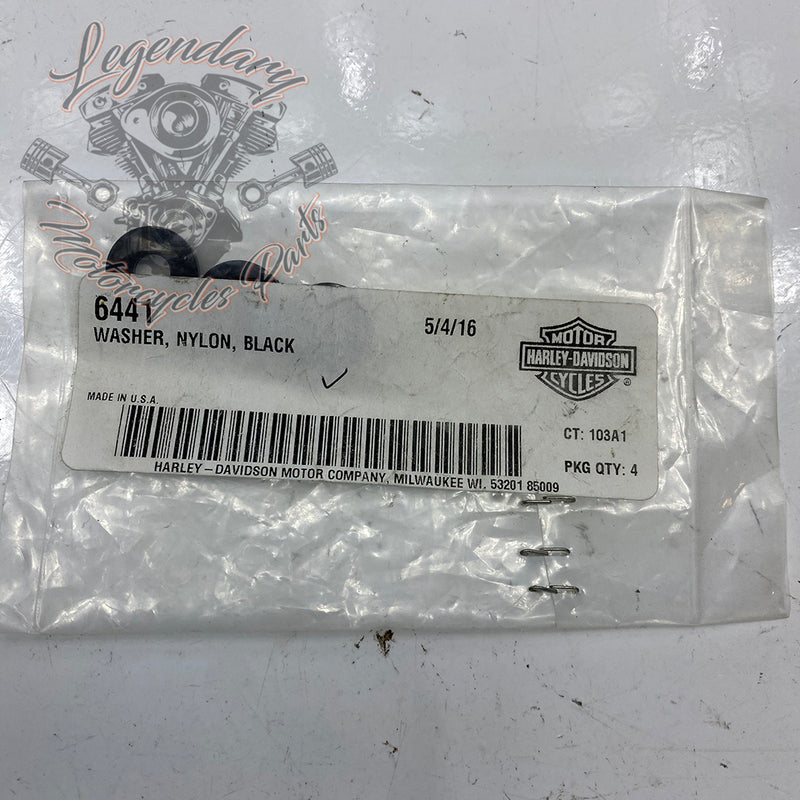 Legendary
Motorcycles Parts
6441
5/4/16
WASHER, NYLON, BLACK
MOTOR
HARLEY-DAVIDSON
CYCLES ®
MADE IN U.S.A.
CT: 103A1
PKG QTY: 4
HARLEY-DAVIDSON MOTOR COMPANY, MILWAUKEE WI. 53201 85009